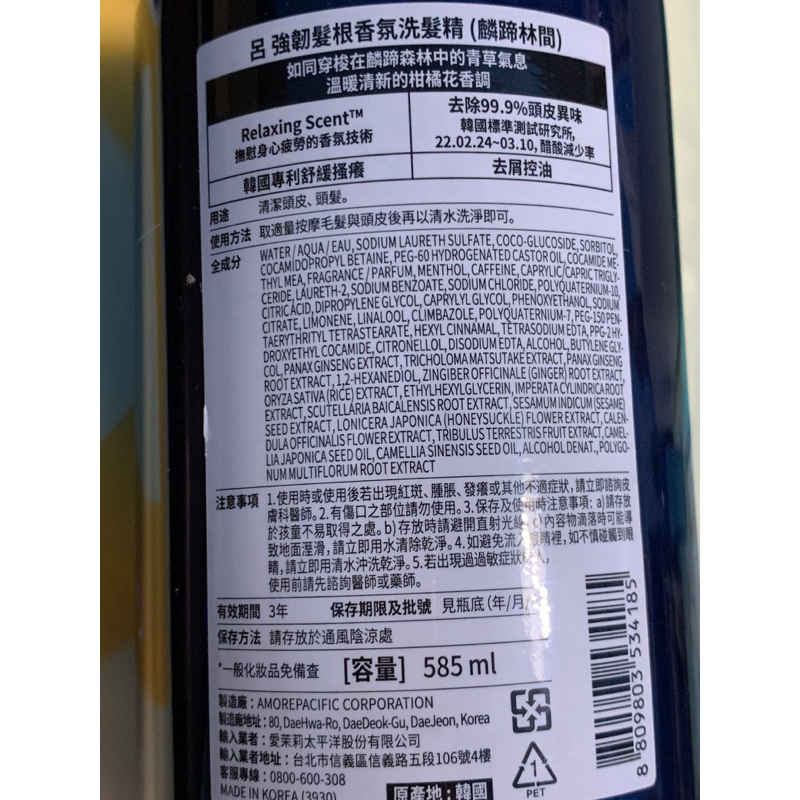 呂 強韌髮根香氛洗髮精 (麟蹄林間)
如同穿梭在麟蹄森林中的青草氣息
溫暖清新的柑橘花香調
Relaxing Scent™
撫慰身心疲勞的香氛技術
去除99.9%頭皮異味
韓國標準測試研究所,
22.02.24~03.10, 醋酸減少率
韓國專利舒緩搔癢
去屑控油
用途 清潔頭皮、頭髮。
使用方法 取適量按摩毛髮與頭皮後再以清水洗淨即可。
全成分 WATER / AQUA / EAU, SODIUM LAURETH SULFATE, COCO-GLUCOSIDE, SORBITOL,
COCAMIDOPROPYL BETAINE, PEG-60 HYDROGENATED CASTOR OIL, COCAMIDE ME-
THYL MEA, FRAGRANCE / PARFUM, MENTHOL, CAFFEINE, CAPRYLIC/CAPRIC TRIGLY-
CERIDE, LAURETH-2, SODIUM BENZOATE, SODIUM CHLORIDE, POLYQUATERNIUM-10,
CITRIC ACID, DIPROPYLENE GLYCOL, CAPRYLYL GLYCOL, PHENOXYETHANOL, SODIUM
CITRATE, LIMONENE, LINALOOL, CLIMBAZOLE, POLYQUATERNIUM-7, PEG-150 PEN-
TAERYTHRITYL TETRASTEARATE, HEXYL CINNAMAL, TETRASODIUM EDTA, PPG-2 HY-
DROXYETHYL COCAMIDE, CITRONELLOL, DISODIUM EDTA, ALCOHOL, BUTYLENE GLY-
COL, PANAX GINSENG EXTRACT, TRICHOLOMA MATSUTAKE EXTRACT, PANAX GINSENG
ROOT EXTRACT, 1,2-HEXANEDIOL, ZINGIBER OFFICINALE (GINGER) ROOT EXTRACT,
ORYZA SATIVA (RICE) EXTRACT, ETHYLHEXYLGLYCERIN, IMPERATA CYLINDRICA ROOT
EXTRACT, SCUTELLARIA BAICALENSIS ROOT EXTRACT, SESAMUM INDICUM (SESAME)
SEED EXTRACT, LONICERA JAPONICA (HONEYSUCKLE) FLOWER EXTRACT, CALEN-
DULA OFFICINALIS FLOWER EXTRACT, TRIBULUS TERRESTRIS FRUIT EXTRACT, CAMEL-
LIA JAPONICA SEED OIL, CAMELLIA SINENSIS SEED OIL, ALCOHOL DENAT., POLYGO-
NUM MULTIFLORUM ROOT EXTRACT
注意事項 1.使用時或使用後若出現紅斑、腫脹、發癢或其他不適症狀,請立即諮詢皮
膚科醫師。2.有傷口之部位請勿使用。3.保存及使用時注意事項: a)請存放
於孩童不易取得之處。b)存放時請避開直射光線 c)內容物滴落時可能導
致地面溼滑,請立即用水清除乾淨。4.如避免流入眼睛裡,如不慎碰觸到眼
睛,請立即用清水沖洗乾淨。5.若出現過過敏症狀
使用前請先諮詢醫師或藥師。
有效期間 3年 保存期限及批號 見瓶底(年/月/
保存方法 請存放於通風陰涼處
*一般化妝品免備查 [容量] 585 ml
製造廠:AMOREPACIFIC CORPORATION
製造廠地址:80, DaeHwa-Ro, DaeDeok-Gu, DaeJeon, Korea
輸入業者:愛茉莉太平洋股份有限公司
輸入業者地址:台北市信義區信義路五段106號4樓
客服專線:0800-600-308
MADE IN KOREA (3930)
原產地:韓國
1
PET
8 809803 534185